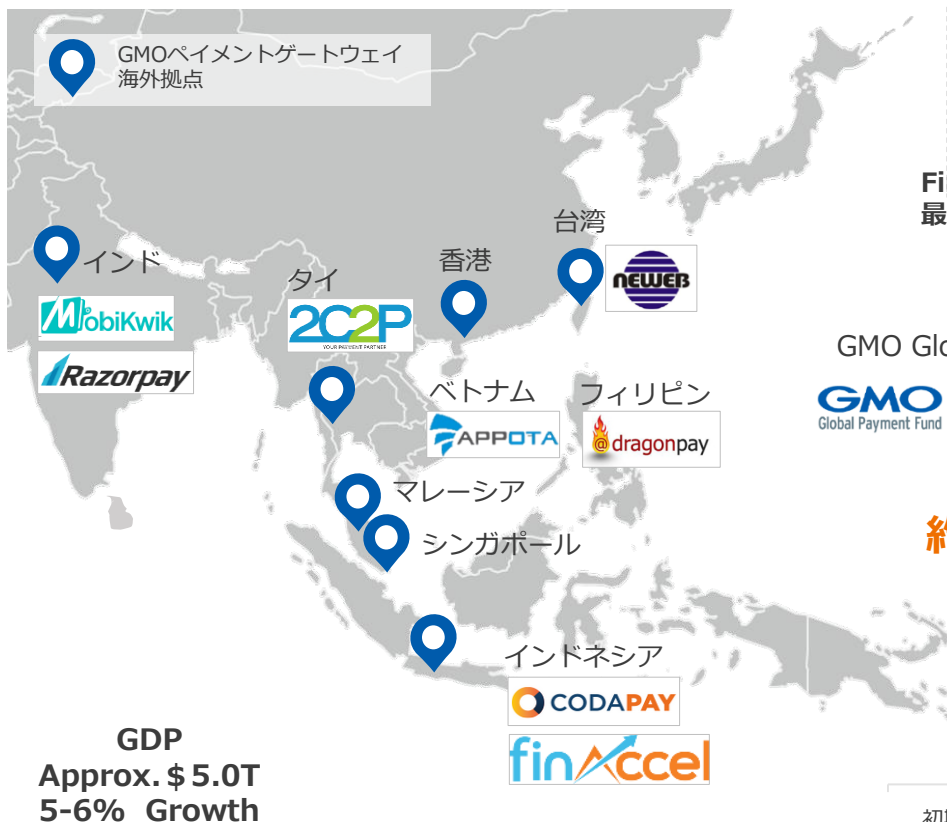 GMOペイメントゲートウェイ
海外拠点
Fi
最
インド
MobiKwik
Razorpay
タイ
2C2P
YOUR PAYMENT PARTNER
香港
台湾
NEWEB
GMO Glo
GMO
Global Payment Fund
ベトナム
APPOTA
フィリピン
@dragonpay
マレーシア
シンガポール
インドネシア
CODAPAY
finAccel
GDP
Approx.$5.0T
5-6% Growth